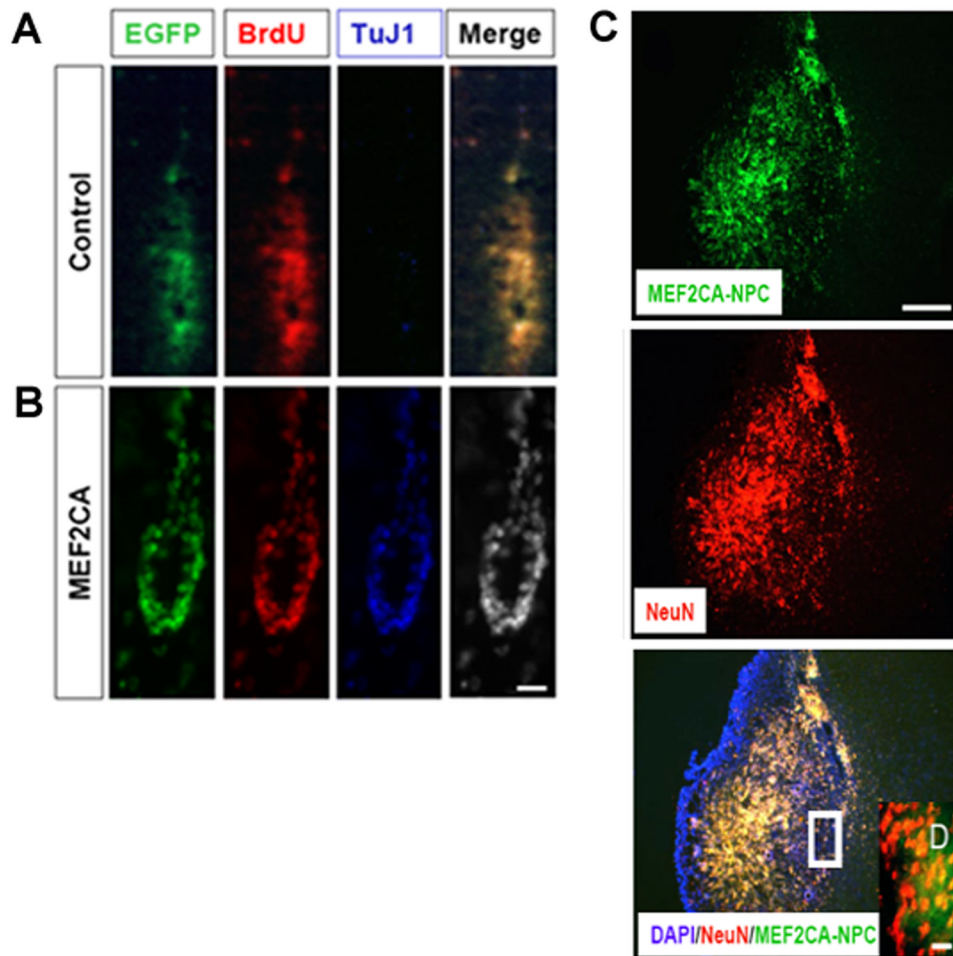 A
EGFP BrdU TuJ1 Merge
Control
B
MEF2CA
C
MEF2CA-NPC
NeuN
D
DAPI/NeuN/MEF2CA-NPC